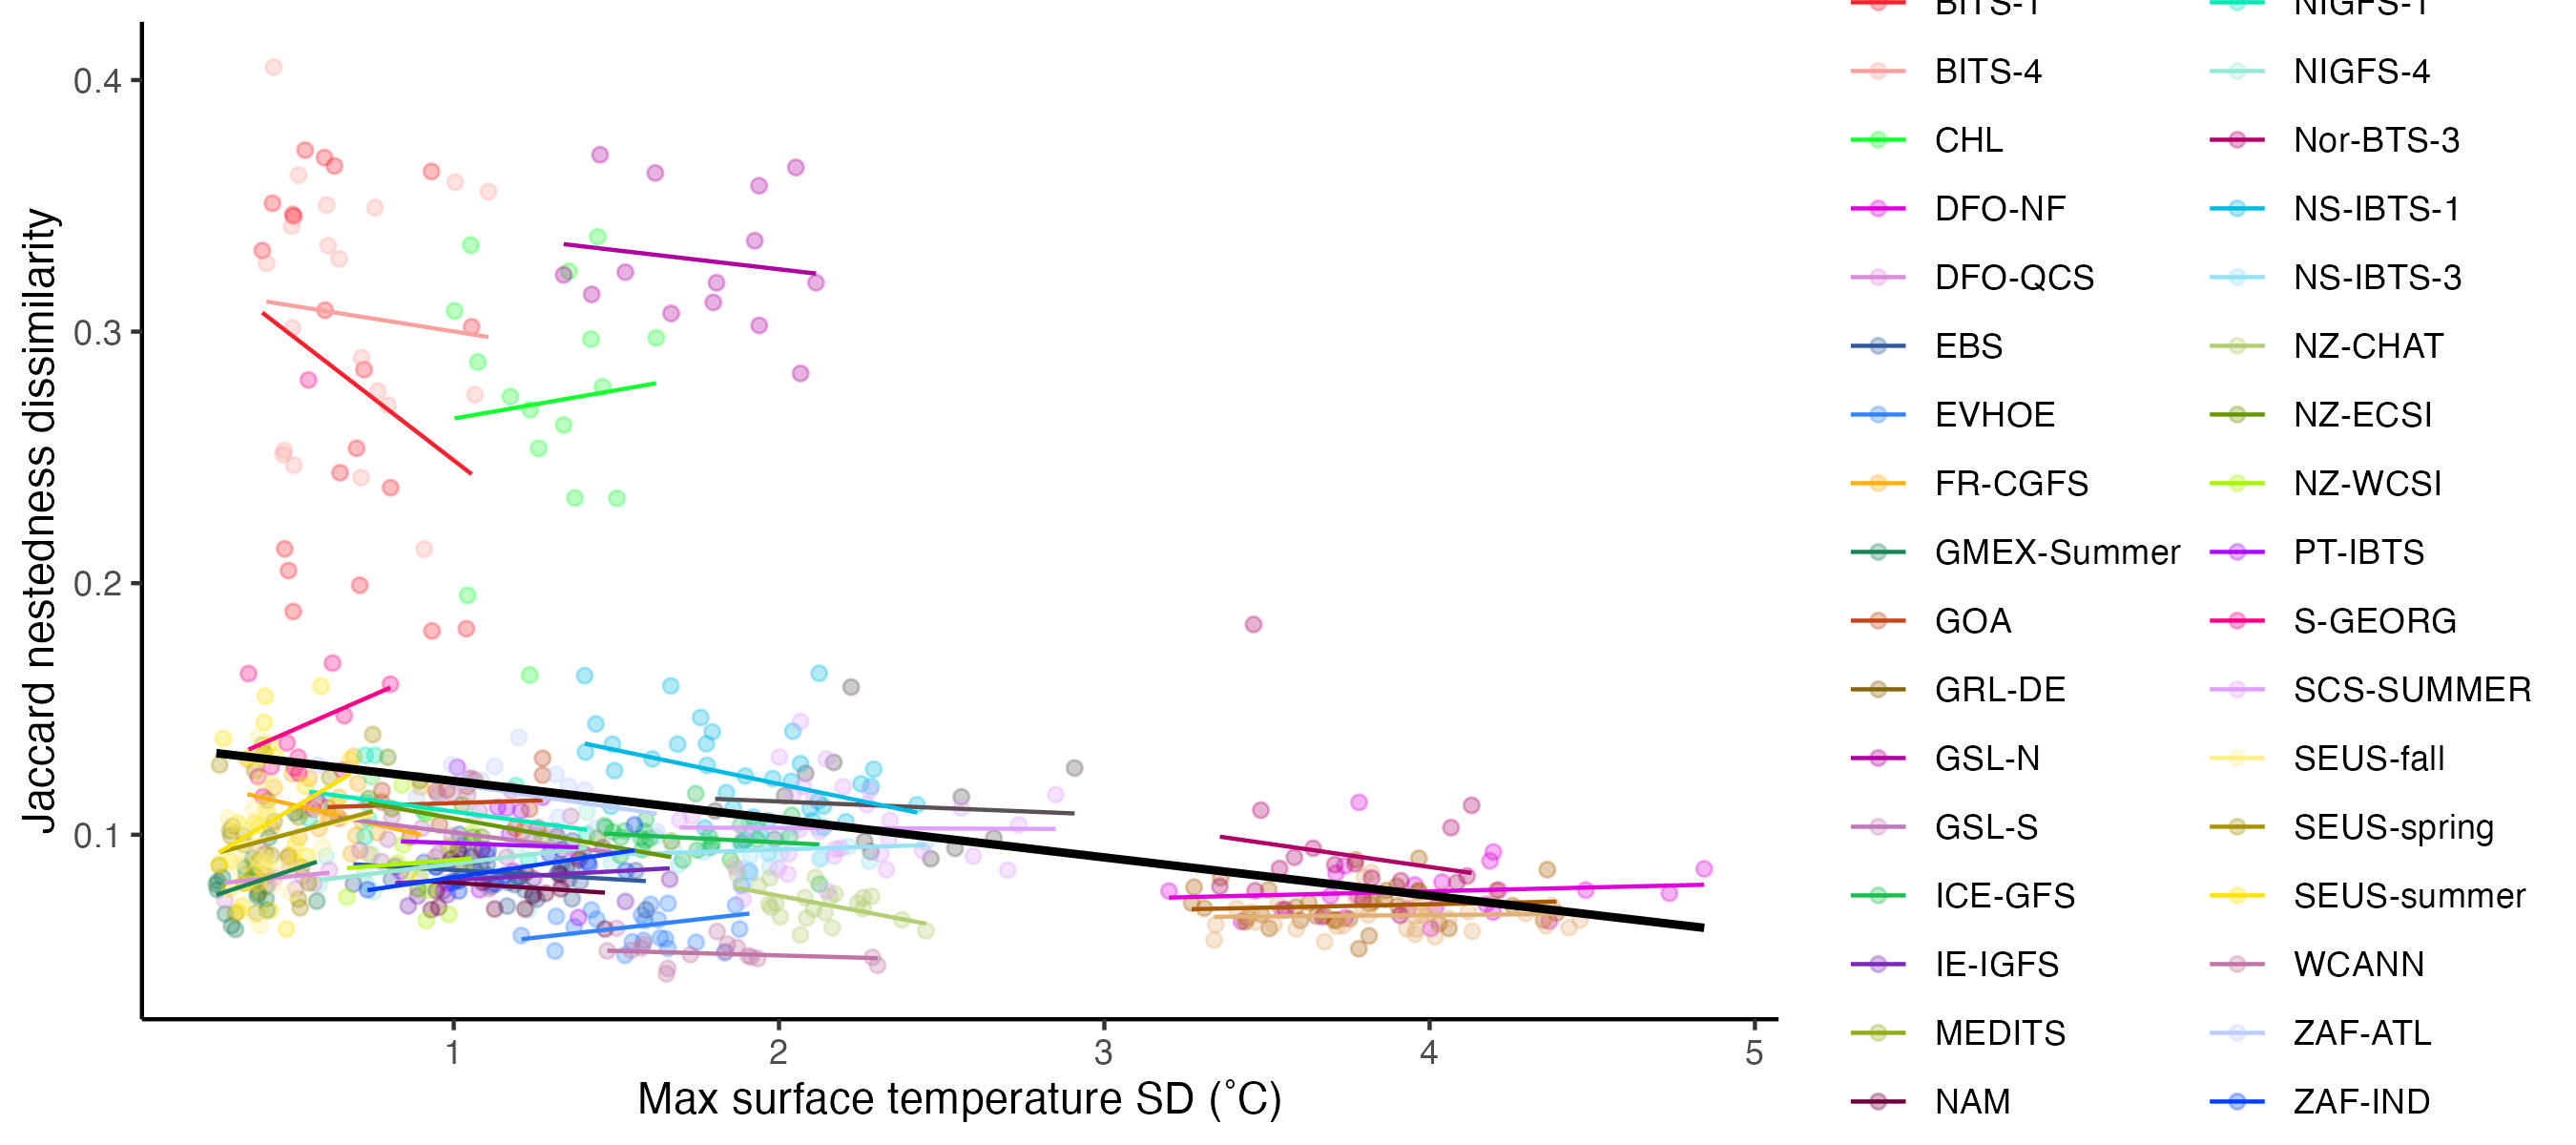 BITS-1 NIGFS-1
0.4 BITS-4 NIGFS-4
CHL Nor-BTS-3
DFO-NF NS-IBTS-1
DFO-QCS NS-IBTS-3
0.3 EBS NZ-CHAT
EVHOE NZ-ECSI
FR-CGFS NZ-WCSI
Jaccard nestedness dissimilarity
0.2 GMEX-Summer PT-IBTS
GOA S-GEORG
GRL-DE SCS-SUMMER
GSL-N SEUS-fall
0.1 GSL-S SEUS-spring
ICE-GFS SEUS-summer
IE-IGFS WCANN
MEDITS ZAF-ATL
1 2 3 4 5
Max surface temperature SD (°C)
NAM ZAF-IND